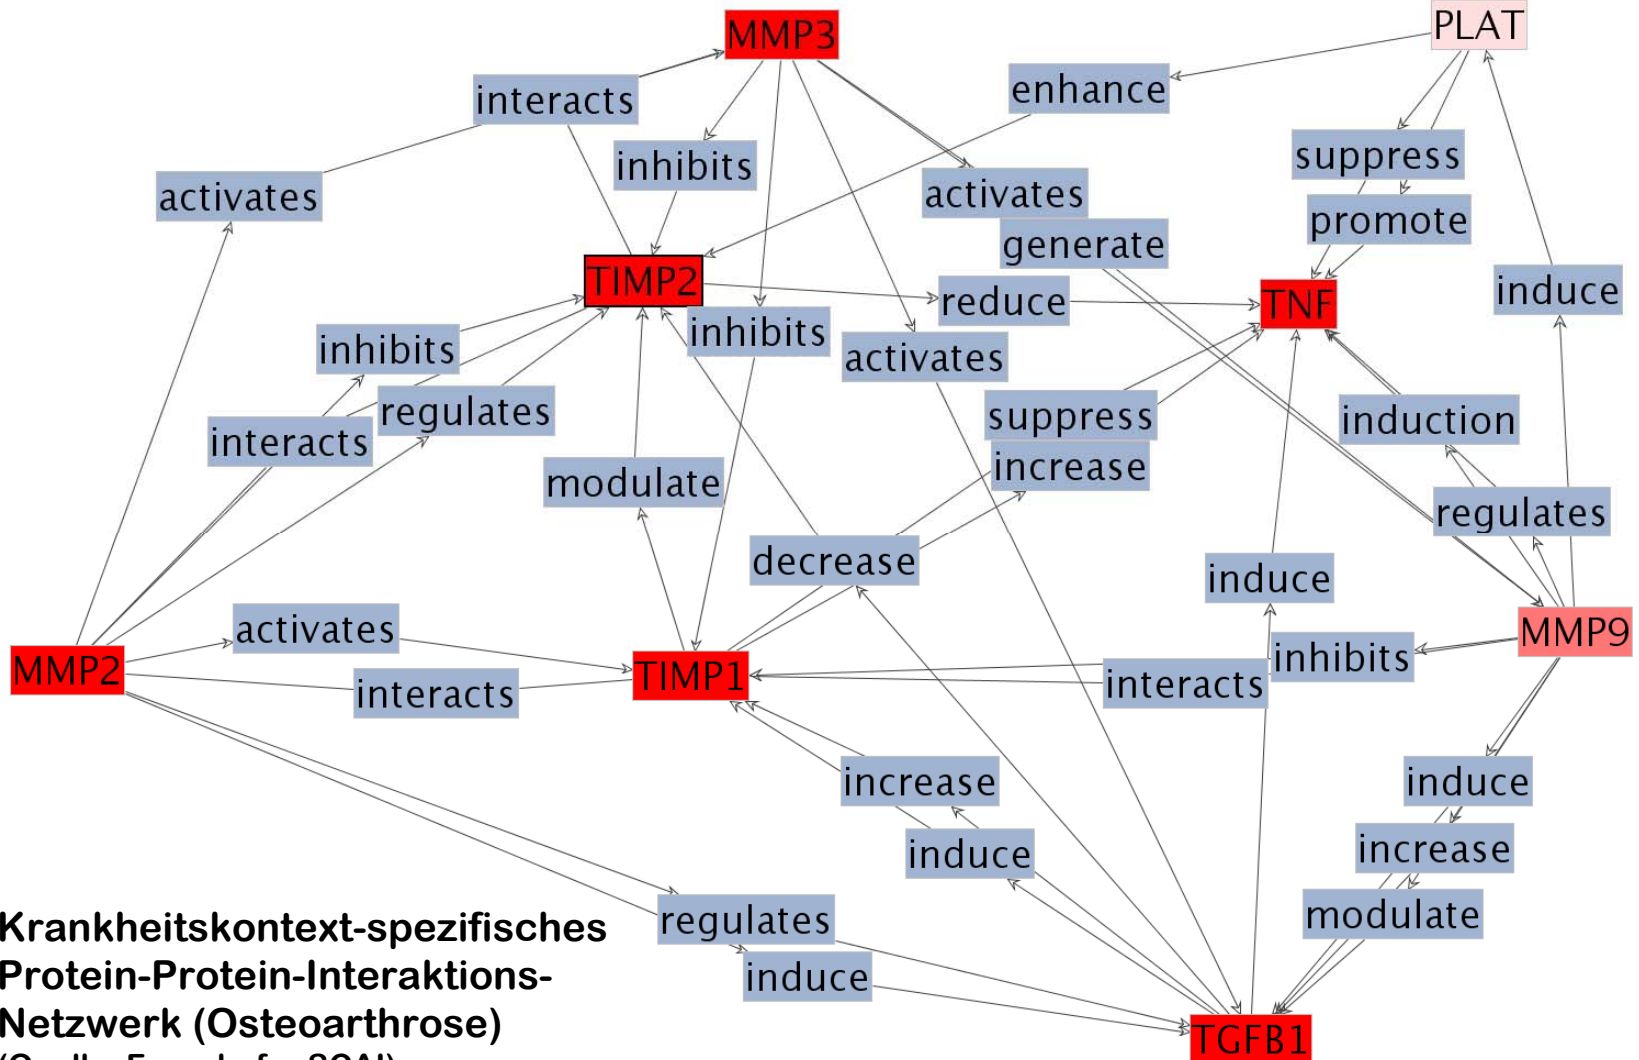 MMP3
PLAT
enhance
interacts
suppress
inhibits
activates
activates
promote
generate
TIMP2
reduce
TNF
induce
inhibits
inhibits
activates
regulates
suppress
induction
interacts
increase
modulate
regulates
decrease
induce
activates
MMP9
inhibits
MMP2
TIMP1
interacts
interacts
increase
induce
induce
increase
modulate
regulates
induce
TGFB1
Krankheitskontext-spezifisches
Protein-Protein-Interaktions-
Netzwerk (Osteoarthrose)